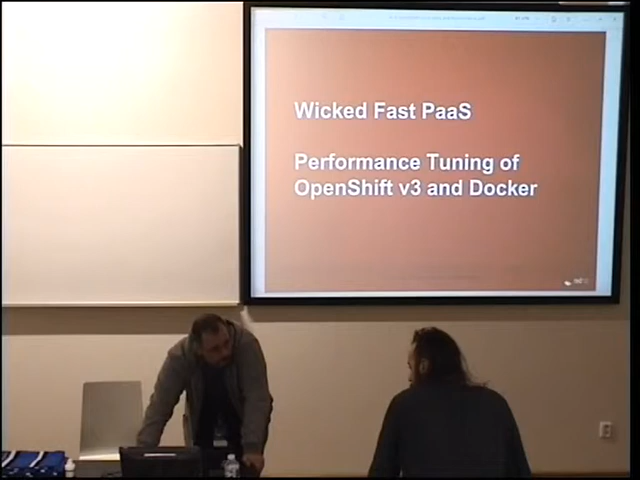 Wicked Fast PaaS
Performance Tuning of
OpenShift v3 and Docker